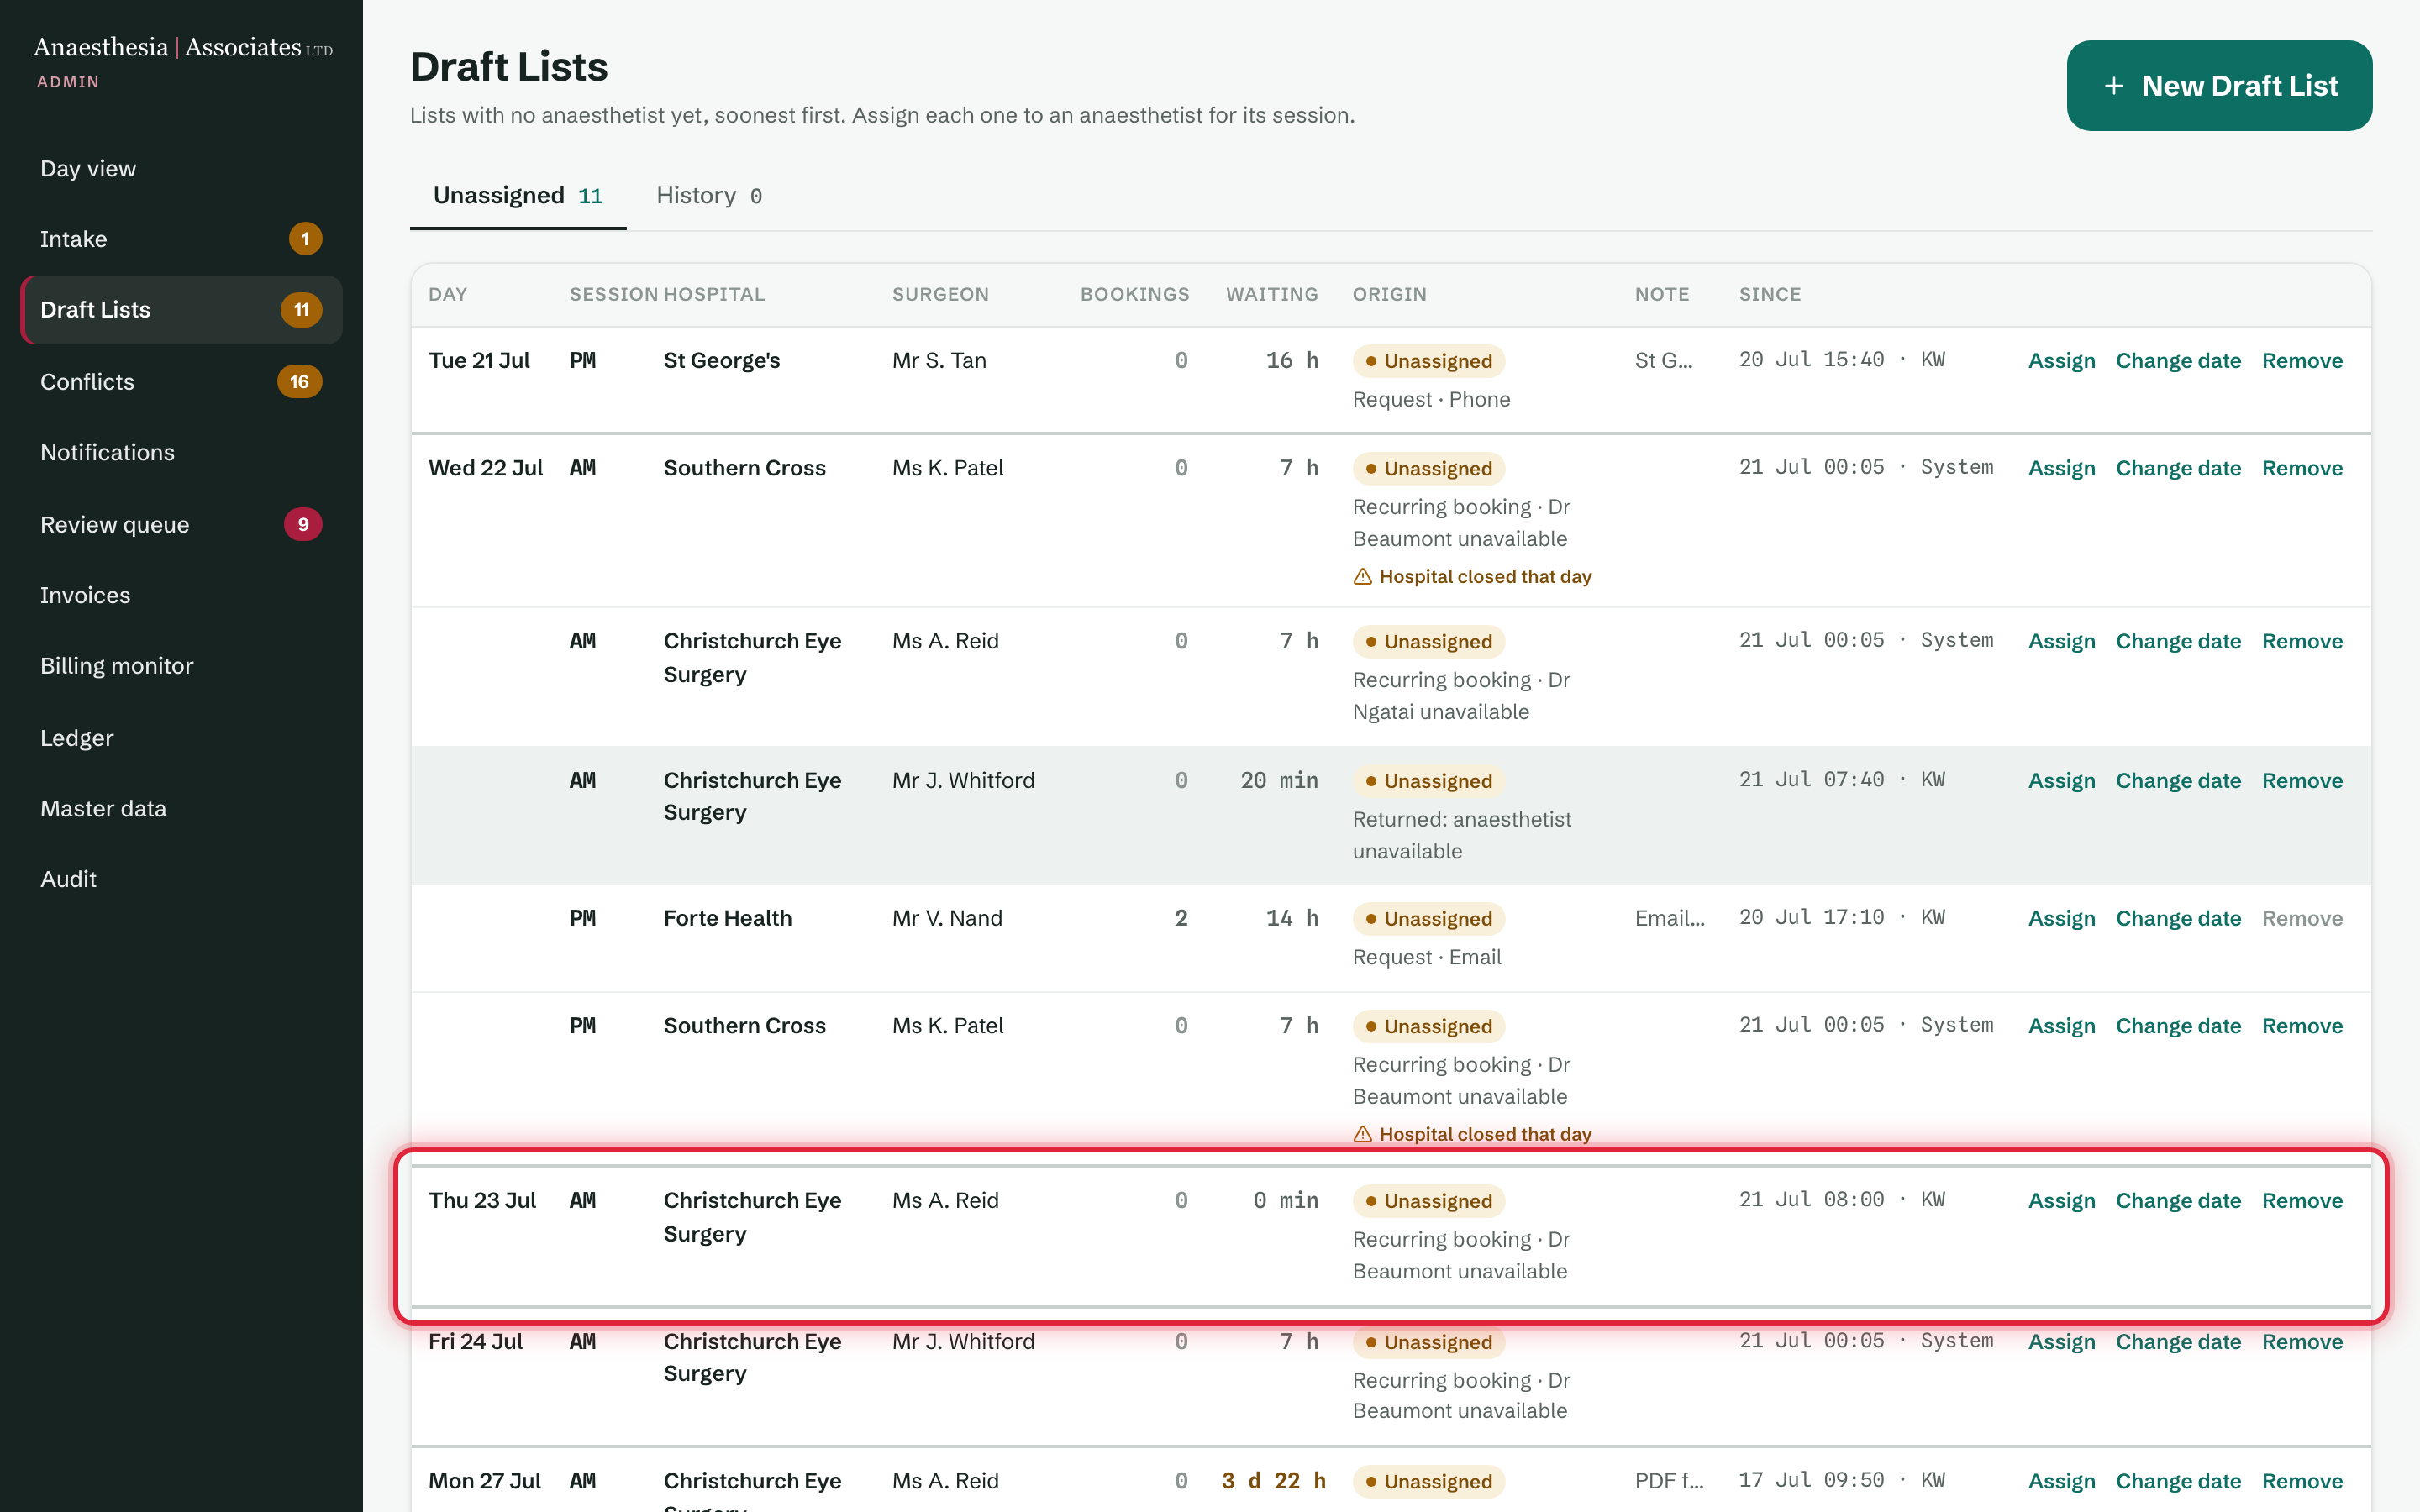 Anaesthesia | Associates LTD
ADMIN
Day view
Intake 1
Draft Lists 11
Conflicts 16
Notifications
Review queue 9
Invoices
Billing monitor
Ledger
Master data
Audit
Draft Lists
Lists with no anaesthetist yet, soonest first. Assign each one to an anaesthetist for its session.
+ New Draft List
Unassigned 11 History 0
DAY SESSION HOSPITAL SURGEON BOOKINGS WAITING ORIGIN NOTE SINCE
Tue 21 Jul PM St George's Mr S. Tan 0 16 h Unassigned St G... 20 Jul 15:40 · KW Assign Change date Remove
Request · Phone
Wed 22 Jul AM Southern Cross Ms K. Patel 0 7 h Unassigned 21 Jul 00:05 · System Assign Change date Remove
Recurring booking · Dr
Beaumont unavailable
Hospital closed that day
AM Christchurch Eye Ms A. Reid 0 7 h Unassigned 21 Jul 00:05 · System Assign Change date Remove
Surgery Recurring booking · Dr
Ngatai unavailable
AM Christchurch Eye Mr J. Whitford 0 20 min Unassigned 21 Jul 07:40 · KW Assign Change date Remove
Surgery Returned: anaesthetist
unavailable
PM Forte Health Mr V. Nand 2 14 h Unassigned Email... 20 Jul 17:10 · KW Assign Change date Remove
Request · Email
PM Southern Cross Ms K. Patel 0 7 h Unassigned 21 Jul 00:05 · System Assign Change date Remove
Recurring booking · Dr
Beaumont unavailable
Hospital closed that day
Thu 23 Jul AM Christchurch Eye Ms A. Reid 0 0 min Unassigned 21 Jul 08:00 · KW Assign Change date Remove
Surgery Recurring booking · Dr
Beaumont unavailable
Fri 24 Jul AM Christchurch Eye Mr J. Whitford 0 7 h Unassigned 21 Jul 00:05 · System Assign Change date Remove
Surgery Recurring booking · Dr
Beaumont unavailable
Mon 27 Jul AM Christchurch Eye Ms A. Reid 0 3 d 22 h Unassigned PDF f... 17 Jul 09:50 · KW Assign Change date Remove